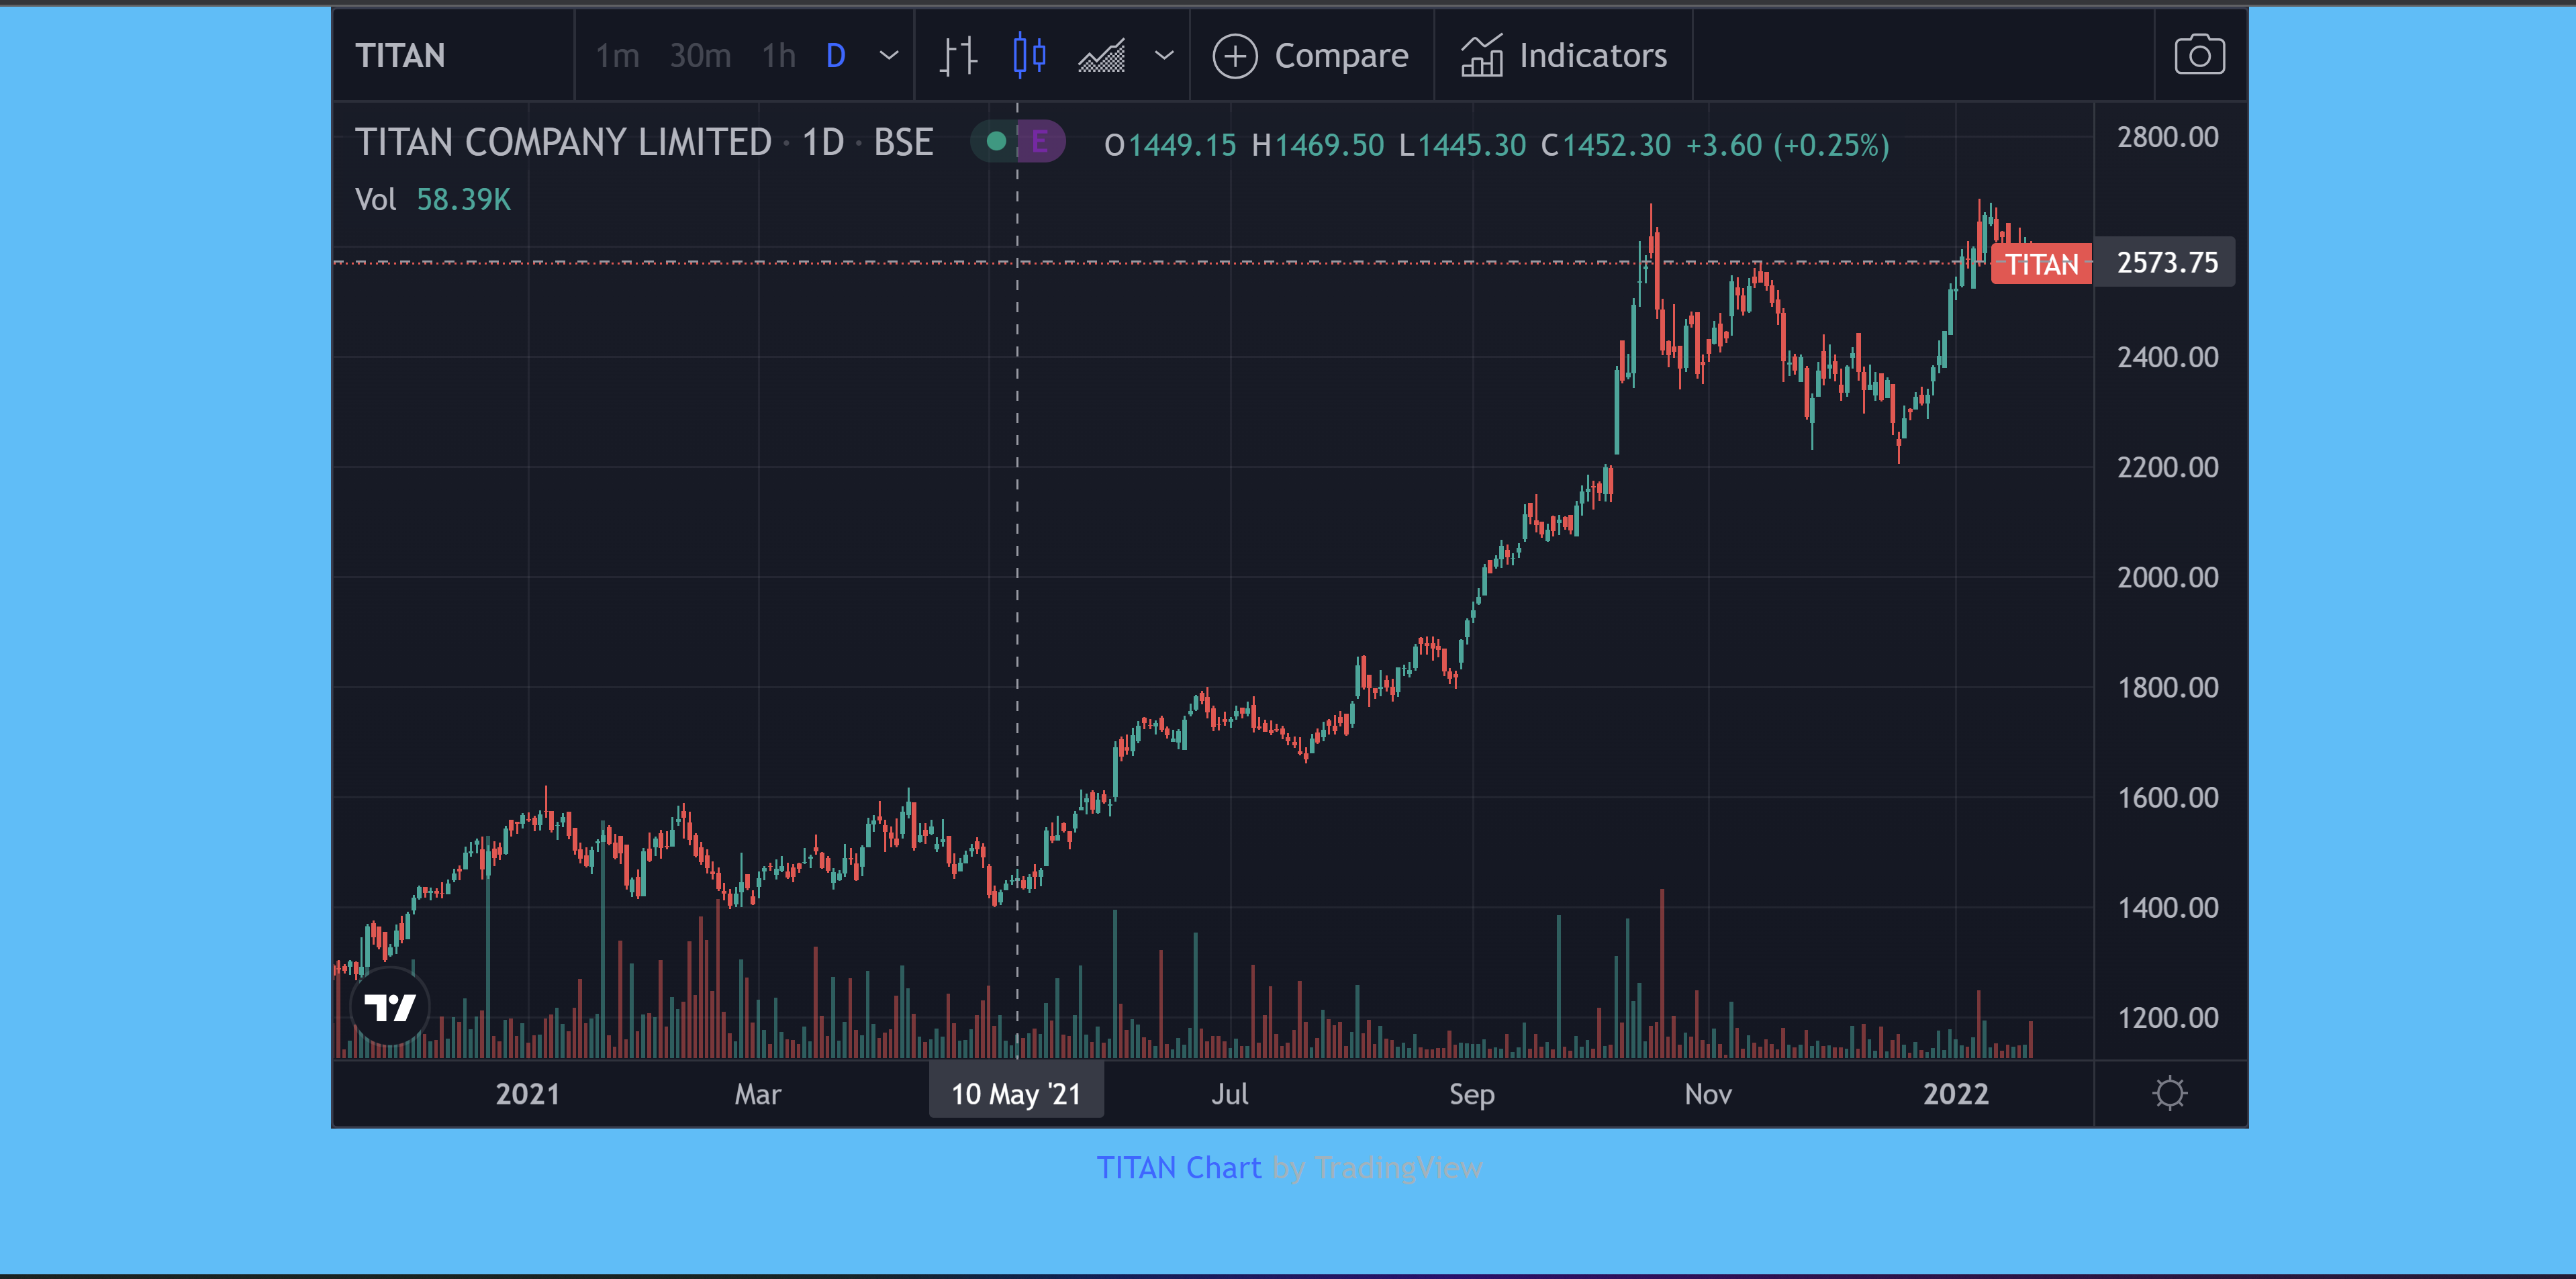 TITAN 1m 30m 1h D Compare Indicators
TITAN COMPANY LIMITED · 1D · BSE E O1449.15 H1469.50 L1445.30 C1452.30 +3.60 (+0.25%)
Vol 58.39K
2800.00
TITAN 2573.75
2400.00
2200.00
2000.00
1800.00
1600.00
1400.00
1200.00
2021 Mar 10 May '21 Jul Sep Nov 2022
TITAN Chart by TradingView